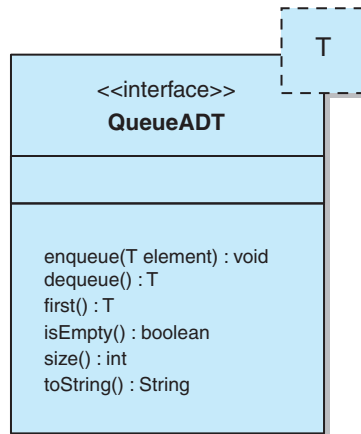 T
<<interface>>
QueueADT
enqueue(T element) : void
dequeue() : T
first() : T
isEmpty() : boolean
size() : int
toString() : String